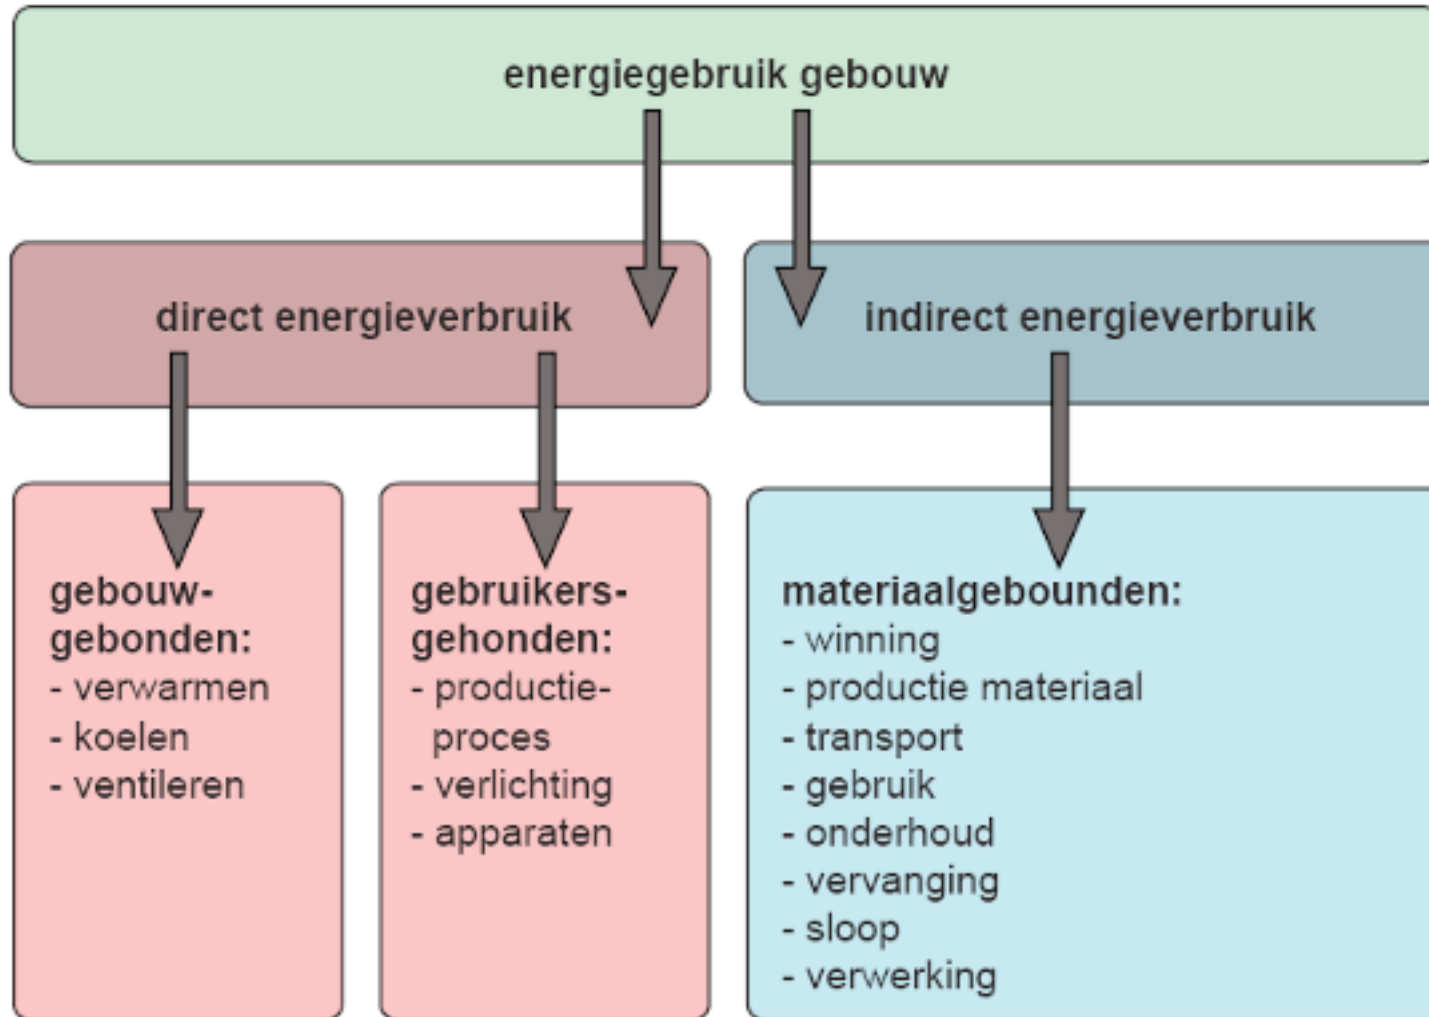 energiegebruik gebouw
direct energieverbruik
indirect energieverbruik
gebouw-
gebonden:
- verwarmen
- koelen
- ventileren
gebruikers-
gehonden:
- productie-
proces
- verlichting
- apparaten
materiaalgebounden:
- winning
- productie materiaal
- transport
- gebruik
- onderhoud
- vervanging
- sloop
- verwerking